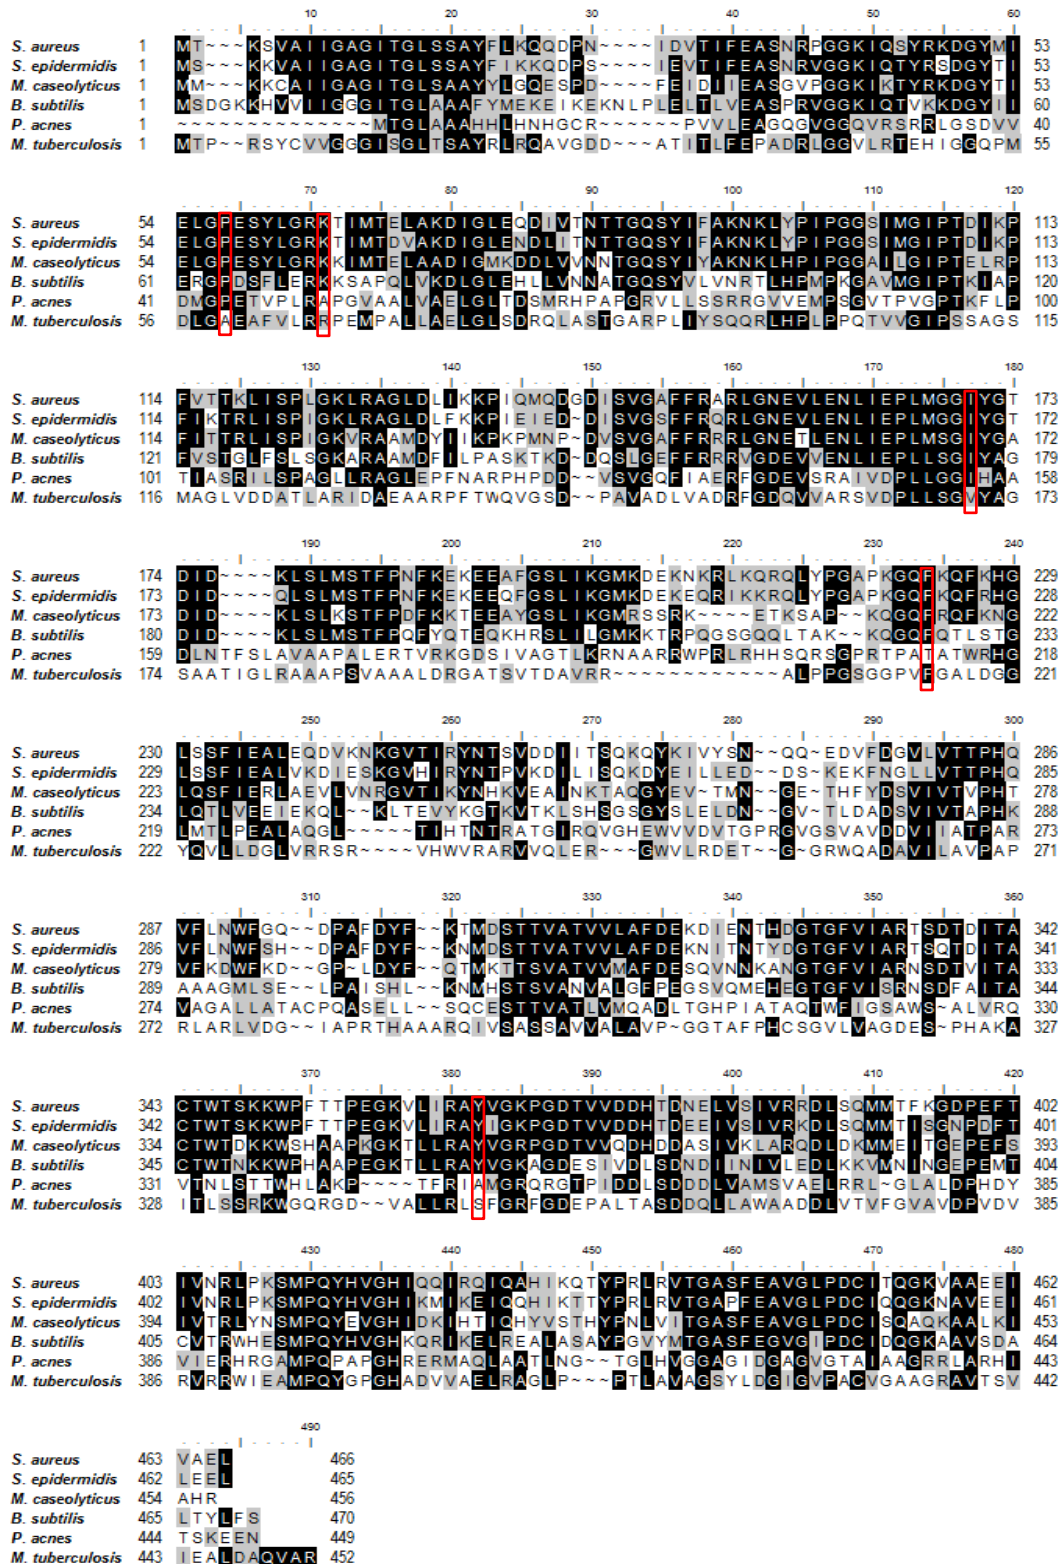 10 20 30 40 50 60
S. aureus 1 MT~~~KSVAIIGAGITGLSSAYFLKQQDPN~~~~IDVTIFEASNRPGGKIQSYRKDGYMI 53
S. epidermidis 1 MS~~~KKVAIIGAGITGLSSAYFIKKQDPS~~~~IEVTIFEASNRVGGKIQTYRSDGYTI 53
M. caseolyticus 1 MM~~~KKCAIIGAGITGLSAAYYLGQESPD~~~~FEIDIIEASGVPGGKIKTYRKDGYTI 53
B. subtilis 1 MSDGKKHVVIIGGGITGLAAAFYMEKEIKEKNLPLELTLVEASPRVGGKIQTVKKDGYII 60
P. acnes 1 ~~~~~~~~~~~~~~MTGLAAAHHLHNHGCR~~~~~~PVVLEAGQGVGGQVRSRRLGSDVV 40
M. tuberculosis 1 MTP~~RSYCVVGGGISGLTSAYRLRQAVGDD~~~ATITLFEPADRLGGVLRTEHIGGQPM 55
70 80 90 100 110 120
S. aureus 54 ELGPESYLGRKTIMTELAKDIGLEQDIVTNTTGQSYIFAKNKLYPIPGGSIMGIPTDIKP 113
S. epidermidis 54 ELGPESYLGRKTIMTDVAKDIGLENDLITNTTGQSYIFAKNKLYPIPGGSIMGIPTDIKP 113
M. caseolyticus 54 ELGPESYLGRKKIMTELAADIGMKDDLVVNNTGQSYIYAKNKLHPIPGGAILGIPTELRP 113
B. subtilis 61 ERGPDSFLERKKSAPQLVKDLGLEHLLVNNATGQSYVLVNRTLHPMPKGAVMGIPTKIAP 120
P. acnes 41 DMGPETVPLRAPGVAALVAELGLTDSMRHPAPGRVLLSSRRGVVEMPSGVTPVGPTKFLP 100
M. tuberculosis 56 DLGAEAFVLRRPEMPALLAELGLSDRQLASTGARPLIYSQQRLHPLPPQTVVGIPSSAGS 115
130 140 150 160 170 180
S. aureus 114 FVTTKLISPLGKLRAGLDLIKKPIQMQDGDISVGAFFRARLGNEVLENLIEPLMGGIYGT 173
S. epidermidis 114 FIKTRLISPLGKLRAGLDLFKKPIEIED~DISVGSFFRQRLGNEVLENLIEPLMGGIYGT 172
M. caseolyticus 114 FITTRLISPIGKVRAAMDYIIKPKPMNP~DVSVGAFFRRRLGNETLENLIEPLMSGIYGA 172
B. subtilis 121 FVSTGLFSLSGKARAAMDFILPASKTKD~DQSLGEFFRRRVGDEVVENLIEPLLSGIYAG 179
P. acnes 101 TIASRILSPAGLLRAGLEPFNARPHPDD~~VSVGQFIAERFGDEVSRAIVDPLLGGIHAA 158
M. tuberculosis 116 MAGLVDDATLARIDAEAARPFTWQVGSD~~PAVADLVADRFGDQVVARSVDPLLSGVYAG 173
190 200 210 220 230 240
S. aureus 174 DID~~~~KLSLMSTFPNFKEKEEAFGSLIKGMKDEKNKRLKQRQLYPGAPKGQFKQFKHG 229
S. epidermidis 173 DID~~~~QLSLMSTFPNFKEKEEQFGSLIKGMKDEKEQRIKKRQLYPGAPKGQFKQFRHG 228
M. caseolyticus 173 DID~~~~KLSLKSTFPDFKKTEEAYGSLIKGMRSSRK~~~~ETKSAP~~KQGQFRQFKNG 222
B. subtilis 180 DID~~~~KLSLMSTFPQFYQTEQKHRSLILGMKKTRPQGSGQQLTAK~~KQGQFQTLSTG 233
P. acnes 159 DLNTFSLAVAAPALERTVRKGDSIVAGTLKRNAARRWPRLRHHSQRSGPRTPATATWRHG 218
M. tuberculosis 174 SAATIGLRAAAPSVAAALDRGATSVTDAVRR~~~~~~~~~~~~ALPPGSGGPVFGALDGG 221
250 260 270 280 290 300
S. aureus 230 LSSFIEALEQDVKNKGVTIRYNTSVDDIITSQKQYKIVYSN~~QQ~EDVFDGVLVTTPHQ 286
S. epidermidis 229 LSSFIEALVKDIESKGVHIRYNTPVKDILISQKDYEILLED~~DS~KEKFNGLLVTTPHQ 285
M. caseolyticus 223 LQSFIERLAEVLVNRGVTIKYNHKVEAINKTAQGYEV~TMN~~GE~THFYDSVIVTVPHT 278
B. subtilis 234 LQTLVEEIEKQL~~KLTEVYKGTKVTKLSHSGSGYSLELDN~~GV~TLDADSVIVTAPHK 288
P. acnes 219 LMTLPEALAQGL~~~~~TIHTNTRATGIRQVGHEWVVDVTGPRGVGSVAVDDVIIATPAR 273
M. tuberculosis 222 YQVLLDGLVRRSR~~~~VHWVRARVVQLER~~~GWVLRDET~~G~GRWQADAVILAVPAP 271
310 320 330 340 350 360
S. aureus 287 VFLNWFGQ~~DPAFDYF~~KTMDSTTVATVVLAFDEKDIENTHDGTGFVIARTSDTDITA 342
S. epidermidis 286 VFLNWFSH~~DPAFDYF~~KNMDSTTVATVVLAFDEKNITNTYDGTGFVIARTSQTDITA 341
M. caseolyticus 279 VFKDWFKD~~GP~LDYF~~QTMKTTSVATVVMAFDESQVNNKANGTGFVIARNSDTVITA 333
B. subtilis 289 AAAGMLSE~~LPAISHL~~KNMHSTSVANVALGFPEGSVQMEHEGTGFVISRNSDFAITA 344
P. acnes 274 VAGALLATACPQASELL~~SQCESTTVATLVMQADLTGHPIATAQTWFIGSAWS~ALVRQ 330
M. tuberculosis 272 RLARLVDG~~IAPRTHAAARQIVSASSAVVALAVP~GGTAFPHCSGVLVAGDES~PHAKA 327
370 380 390 400 410 420
S. aureus 343 CTWTSKKWPFTTPEGKVLIRAYVGKPGDTVVDDHTDNELVSIVRRDLSQMMTFKGDPEFT 402
S. epidermidis 342 CTWTSKKWPFTTPEGKVLIRAYIGKPGDTVVDDHTDEEIVSIVRKDLSQMMTISGNPDFT 401
M. caseolyticus 334 CTWTDKKWSHAAPKGKTLLRAYVGRPGDTVVQDHDDASIVKLARQDLDKMMEITGEPEFS 393
B. subtilis 345 CTWTNKKWPHAAPEGKTLLRAYVGKAGDESIVDLSDNDIINIVLEDLKKVMNINGEPEMT 404
P. acnes 331 VTNLSTTWHLAKP~~~~TFRIAMGRQRGTPIDDLSDDDLVAMSVAELRRL~GLALDPHDY 385
M. tuberculosis 328 ITLSSRKWGQRGD~~VALLRLSFGRFGDEPALTASDDQLLAWAADDLVTVFGVAVDPVDV 385
430 440 450 460 470 480
S. aureus 403 IVNRLPKSMPQYHVGHIQQIRQIQAHIKQTYPRLRVTGASFEAVGLPDCITQGKVAAEEI 462
S. epidermidis 402 IVNRLPKSMPQYHVGHIKMIKEIQQHIKTTYPRLRVTGAPFEAVGLPDCIQQGKNAVEEI 461
M. caseolyticus 394 IVTRLYNSMPQYEVGHIDKIHTIQHYVSTHYPNLVITGASFEAVGLPDCISQAQKAALKI 453
B. subtilis 405 CVTRWHESMPQYHVGHKQRIKELREALASAYPGVYMTGASFEGVGIPDCIDQGKAAVSDA 464
P. acnes 386 VIERHRGAMPQPAPGHRERMAQLAATLNG~~TGLHVGGAGIDGAGVGTAIAAGRRLARHI 443
M. tuberculosis 386 RVRRWIEAMPQYGPGHADVVAELRAGLP~~~PTLAVAGSYLDGIGVPACVGAAGRAVTSV 442
490
S. aureus 463 VAEL 466
S. epidermidis 462 LEEL 465
M. caseolyticus 454 AHR 456
B. subtilis 465 LTYLFS 470
P. acnes 444 TSKEEN 449
M. tuberculosis 443 IEALDAQVAR 452